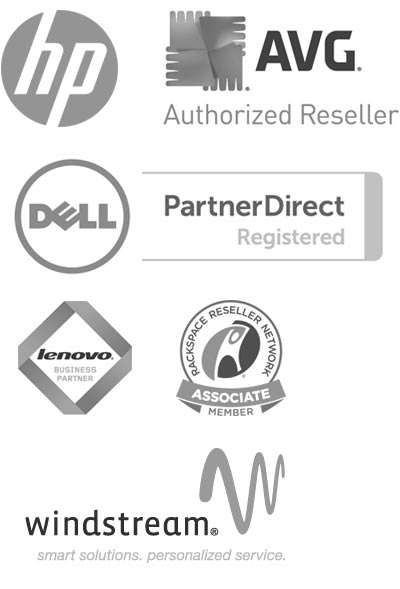 hp
AVG.
Authorized Reseller
DELL
PartnerDirect
Registered
lenovo.
BUSINESS
PARTNER
RACKSPACE RESELLER NETWORK
ASSOCIATE
MEMBER
windstream®
smart solutions. personalized service.